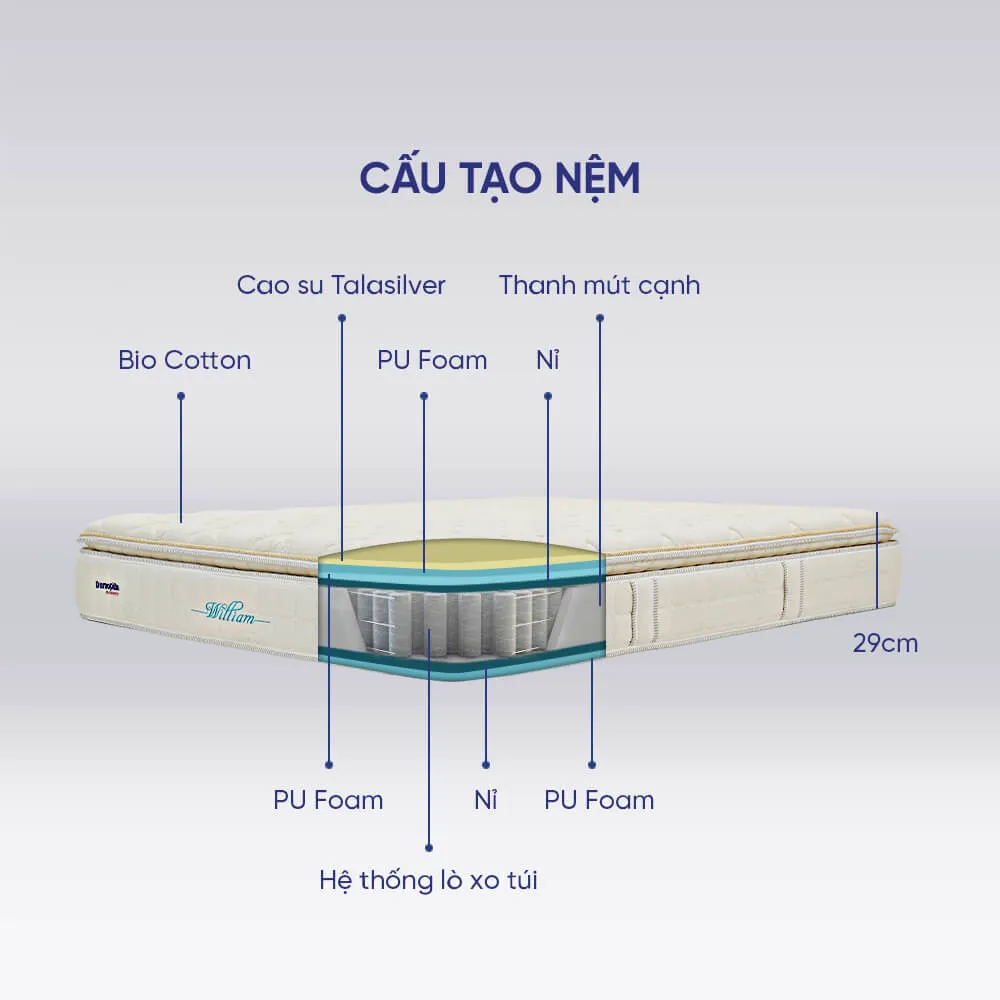 CẤU TẠO NỆM
Cao su Talasilver
Thanh mút cạnh
Bio Cotton
PU Foam
Nỉ
William
29cm
PU Foam
Nỉ
PU Foam
Hệ thống lò xo túi